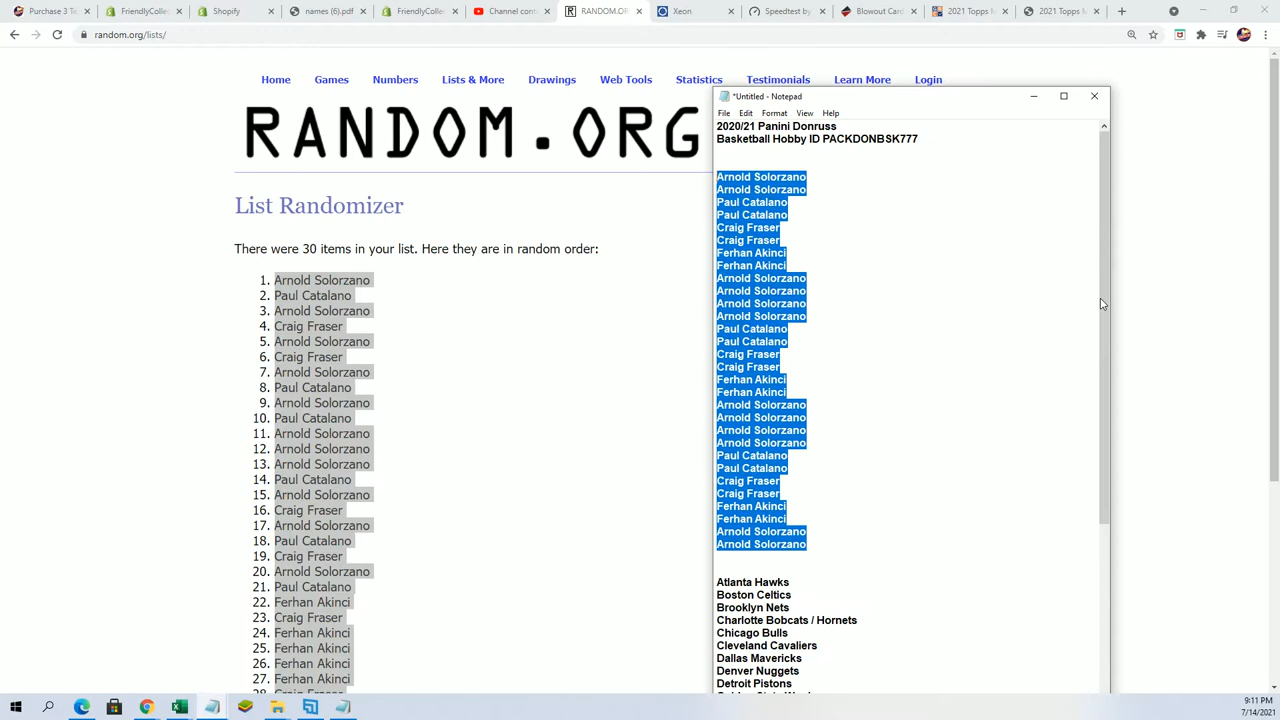 Purchase 3 Te
FriendlyCollec
Shopify
names (6).pdf
FriendlyCollec
Channel cont
RANDOM.OR
Xeon
Speedtest by
Blowout Card
2021 Topps M
2021 Topps M
random.org/lists/
Home Games Numbers Lists & More Drawings Web Tools Statistics Testimonials Learn More Login
RANDOM.ORG
List Randomizer
There were 30 items in your list. Here they are in random order:
1. Arnold Solorzano
2. Paul Catalano
3. Arnold Solorzano
4. Craig Fraser
5. Arnold Solorzano
6. Craig Fraser
7. Arnold Solorzano
8. Paul Catalano
9. Arnold Solorzano
10. Paul Catalano
11. Arnold Solorzano
12. Arnold Solorzano
13. Arnold Solorzano
14. Paul Catalano
15. Arnold Solorzano
16. Craig Fraser
17. Arnold Solorzano
18. Paul Catalano
19. Craig Fraser
20. Arnold Solorzano
21. Paul Catalano
22. Ferhan Akinci
23. Craig Fraser
24. Ferhan Akinci
25. Ferhan Akinci
26. Ferhan Akinci
27. Ferhan Akinci
28. Craig Fraser
*Untitled - Notepad
File Edit Format View Help
2020/21 Panini Donruss
Basketball Hobby ID PACKDONBSK777
Arnold Solorzano
Arnold Solorzano
Paul Catalano
Paul Catalano
Craig Fraser
Craig Fraser
Ferhan Akinci
Ferhan Akinci
Arnold Solorzano
Arnold Solorzano
Arnold Solorzano
Arnold Solorzano
Paul Catalano
Paul Catalano
Craig Fraser
Craig Fraser
Ferhan Akinci
Ferhan Akinci
Arnold Solorzano
Arnold Solorzano
Arnold Solorzano
Arnold Solorzano
Paul Catalano
Paul Catalano
Craig Fraser
Craig Fraser
Ferhan Akinci
Ferhan Akinci
Arnold Solorzano
Arnold Solorzano
Atlanta Hawks
Boston Celtics
Brooklyn Nets
Charlotte Bobcats / Hornets
Chicago Bulls
Cleveland Cavaliers
Dallas Mavericks
Denver Nuggets
Detroit Pistons
9:11 PM
7/14/2021